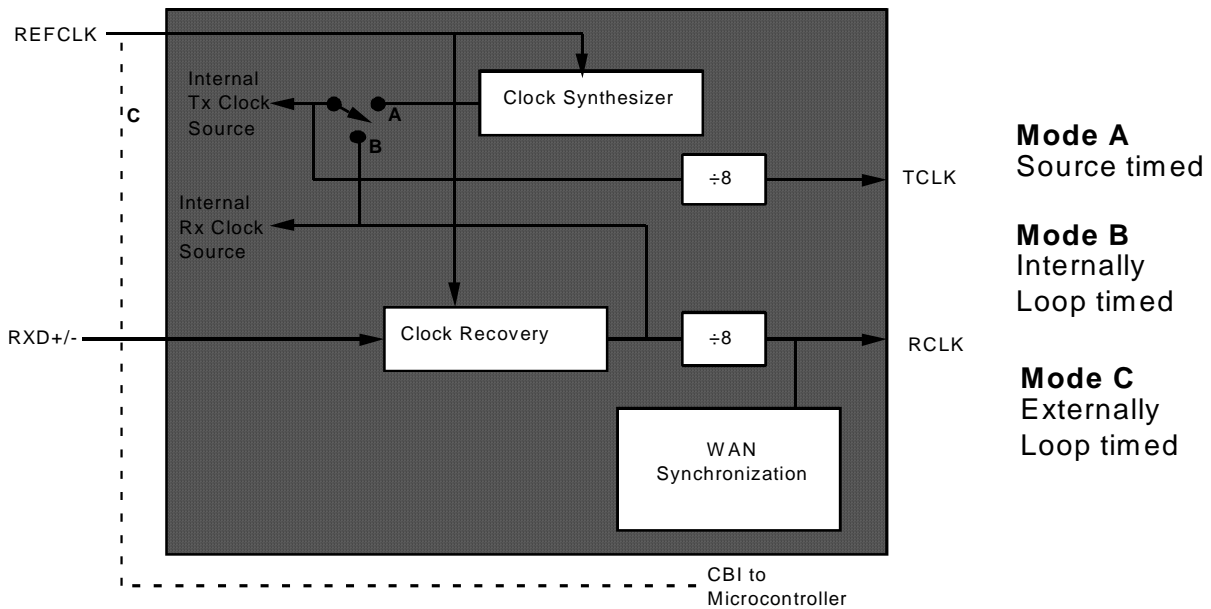 REFCLK
Internal
Tx Clock
Source
C
A
B
Clock Synthesizer
÷8
TCLK
Internal
Rx Clock
Source
RXD+/-
Clock Recovery
÷8
RCLK
WAN
Synchronization
CBI to
Microcontroller
Mode A
Source timed
Mode B
Internally
Loop timed
Mode C
Externally
Loop timed